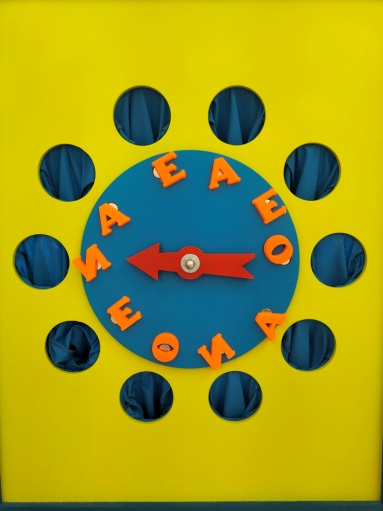 Е А Е О А И О Е И А